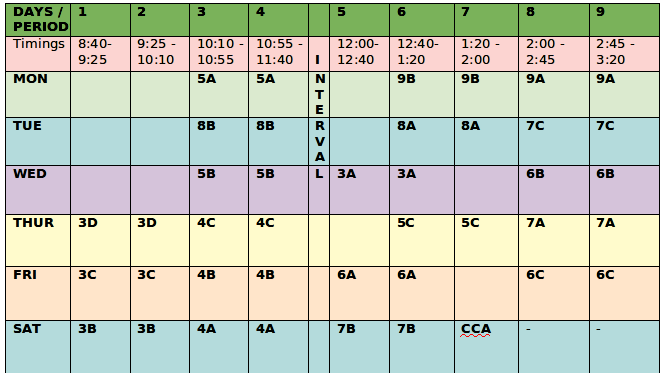 DAYS / PERIOD 1 2 3 4 5 6 7 8 9
Timings 8:40-9:25 9:25 - 10:10 10:10 - 10:55 10:55 - 11:40 INTERVAL 12:00-12:40 12:40-1:20 1:20 - 2:00 2:00 - 2:45 2:45 - 3:20
MON 5A 5A 9B 9B 9A 9A
TUE 8B 8B 8A 8A 7C 7C
WED 5B 5B 3A 3A 6B 6B
THUR 3D 3D 4C 4C 5C 5C 7A 7A
FRI 3C 3C 4B 4B 6A 6A 6C 6C
SAT 3B 3B 4A 4A 7B 7B CCA - -